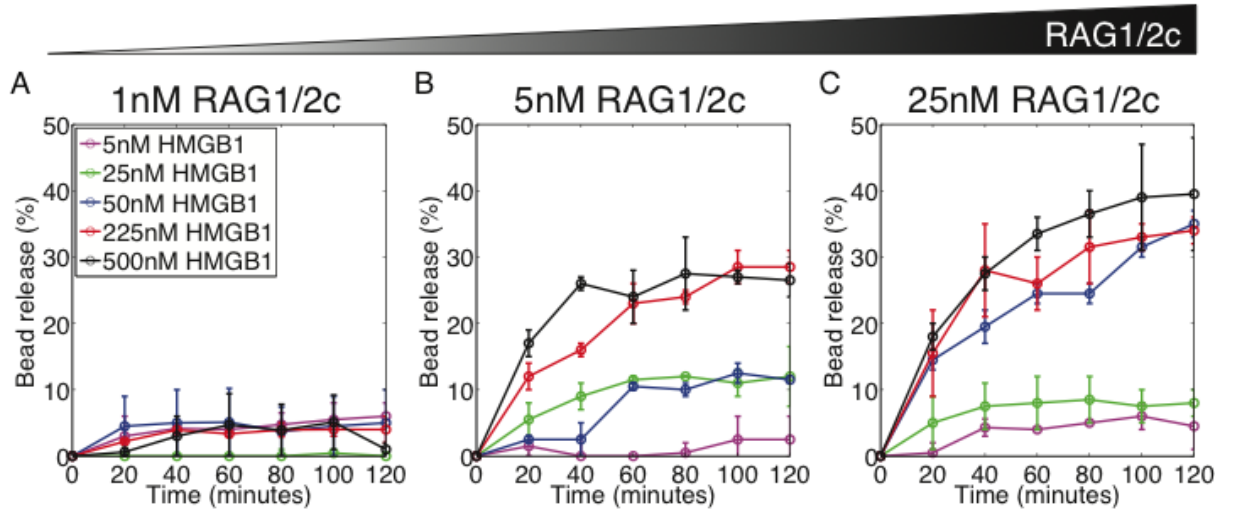 RAG1/2c
A
1nM RAG1/2c
B
5nM RAG1/2c
C
25nM RAG1/2c
50
40
30
20
10
0
Bead release (%)
5nM HMGB1
25nM HMGB1
50nM HMGB1
225nM HMGB1
500nM HMGB1
0 20 40 60 80 100 120
Time (minutes)
50
40
30
20
10
0
Bead release (%)
0 20 40 60 80 100 120
Time (minutes)
50
40
30
20
10
0
Bead release (%)
0 20 40 60 80 100 120
Time (minutes)